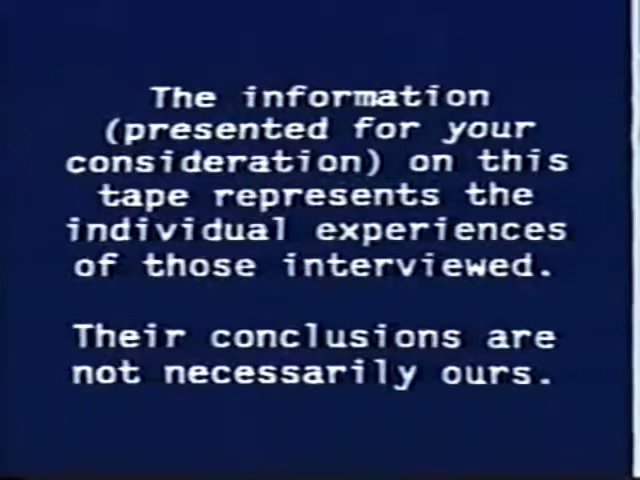 The information
(presented for your
consideration) on this
tape represents the
individual experiences
of those interviewed.
Their conclusions are
not necessarily ours.